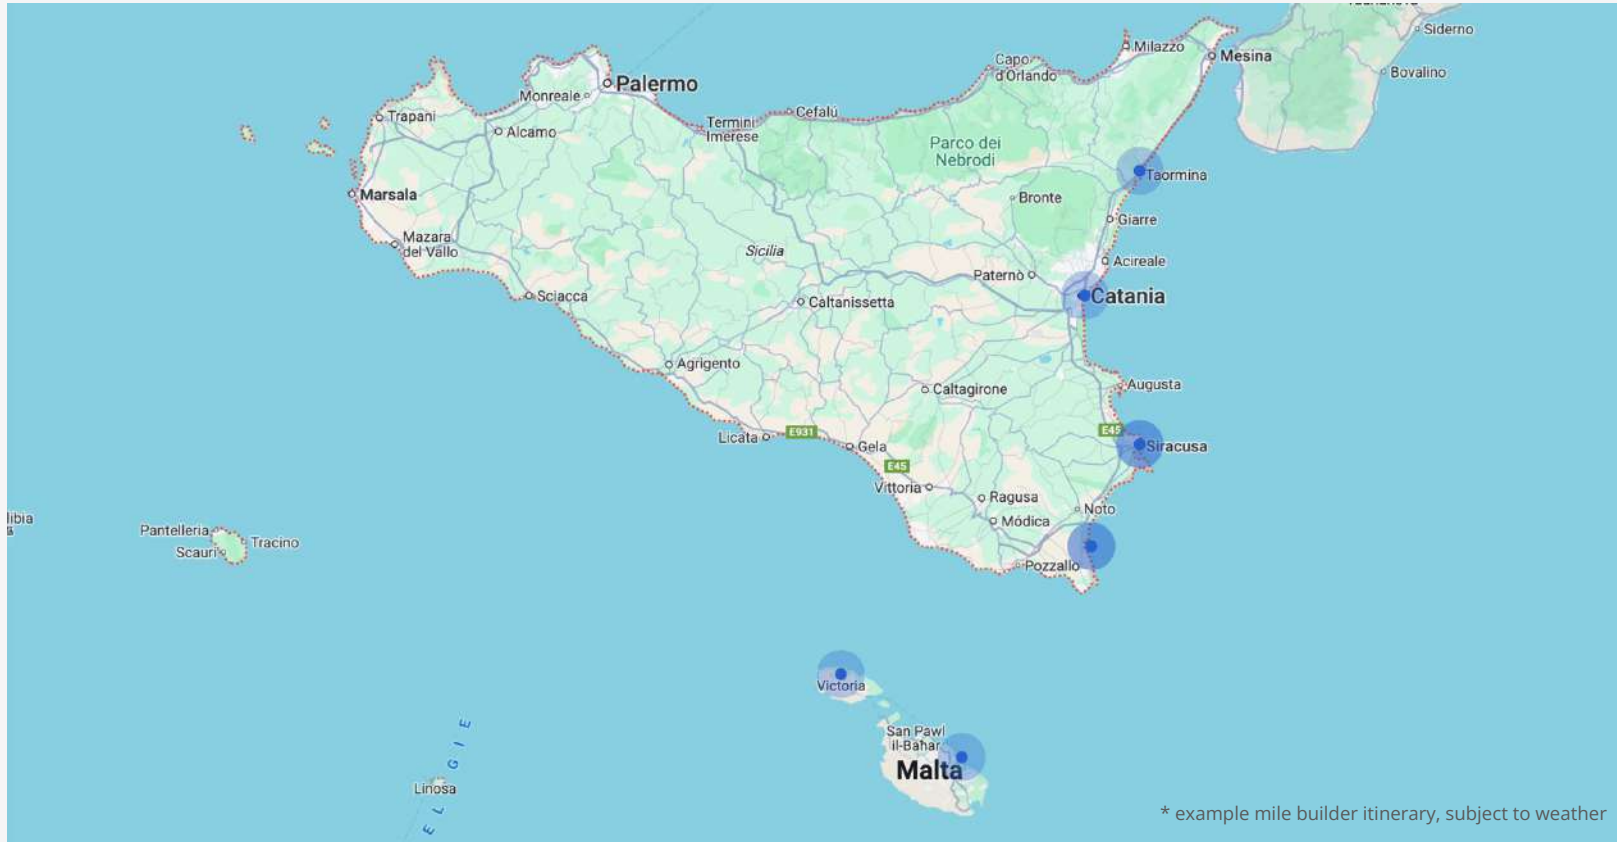 Siderno
Milazzo
Mesina
Capo
d'Orlando
Bovalino
Palermo
Monreale
Cefalú
Trapani
Termini
Imerese
Alcamo
Parco dei
Nebrodi
Taormina
Marsala
Bronte
Giarre
Mazara
del Vallo
Sicilia
Acireale
Paternò
Sciacca
Caltanissetta
Catania
Agrigento
Caltagirone
Augusta
Licata
E931
E45
Gela
Siracusa
E45
Vittoria
Ragusa
Noto
Módica
libia
Pantelleria
Tracino
Scauri
Pozzallo
Victoria
San Pawl
il-Baħar
Malta
Linosa
E L G I E
E L
* example mile builder itinerary, subject to weather